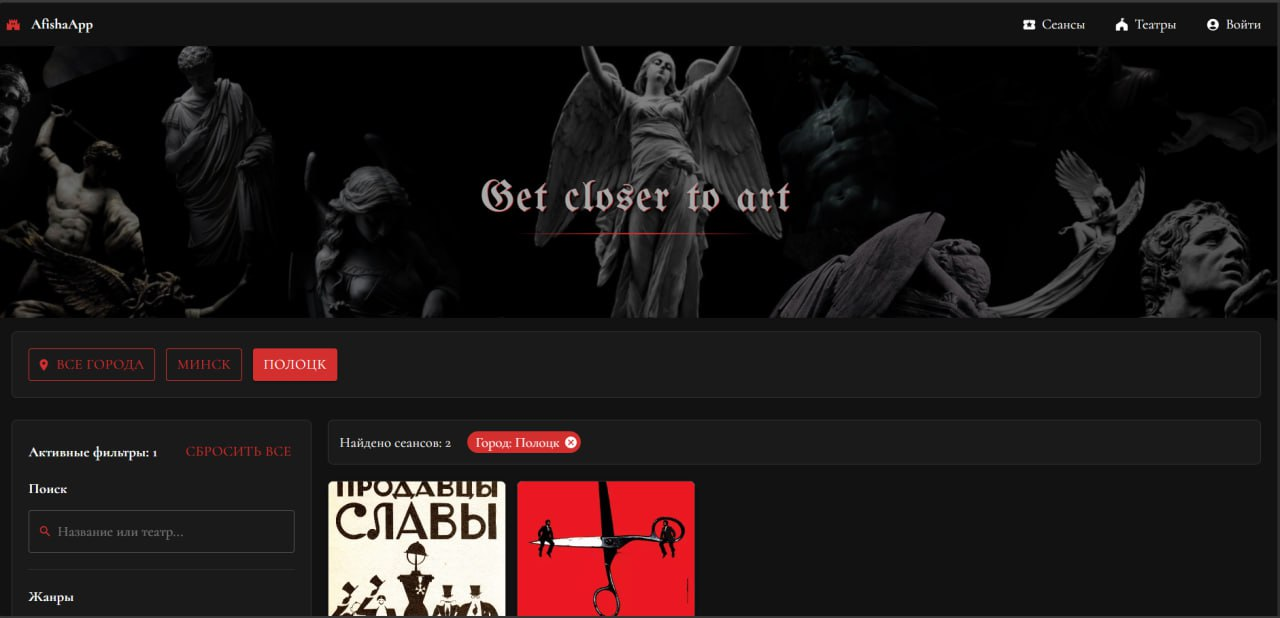 AfishaApp
Сеансы
Театры
Войти
Get closer to art
ВСЕ ГОРОДА
МИНСК
ПОЛОЦК
Активные фильтры: 1
СБРОСИТЬ ВСЕ
Найдено сеансов: 2
Город: Полоцк
Поиск
Название или театр...
Жанры
ПРОДАВЦЫ
СЛАВЫ